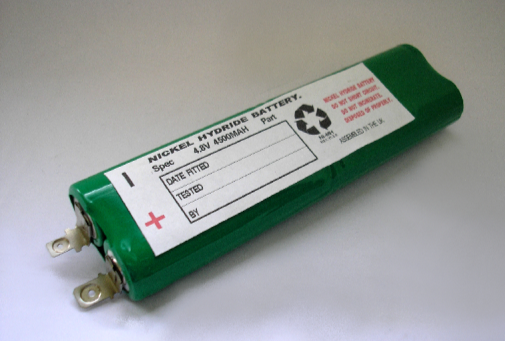 NICKEL HYDRIDE BATTERY.
Spec 4.8V 4500MAH Part
DATE FITTED
TESTED
BY
NICKEL HYDRIDE BATTERY
DO NOT SHORT CIRCUIT.
DO NOT INCINERATE.
DISPOSED OF PROPERLY.
ASSEMBLED IN THE UK.